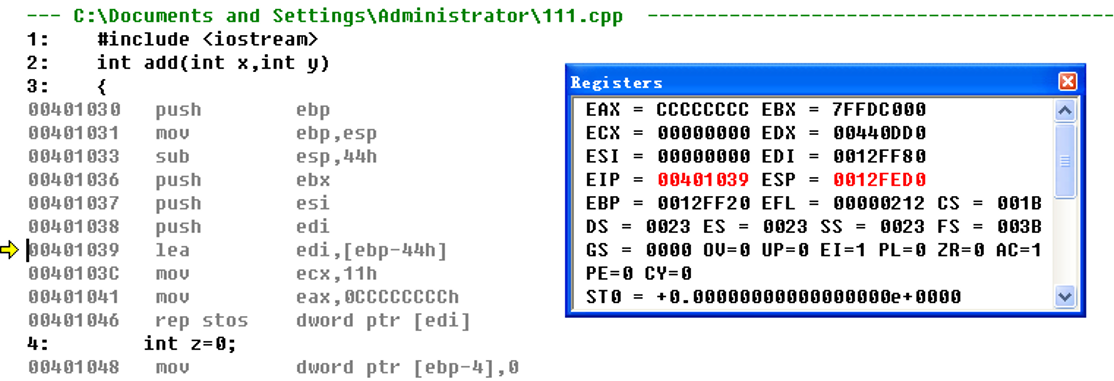 --- C:\Documents and Settings\Administrator\111.cpp ---------------------------------------
1: #include <iostream>
2: int add(int x,int y)
3: {
00401030 push ebp
00401031 mov ebp,esp
00401033 sub esp,44h
00401036 push ebx
00401037 push esi
00401038 push edi
00401039 lea edi,[ebp-44h]
0040103C mov ecx,11h
00401041 mov eax,0CCCCCCCCh
00401046 rep stos dword ptr [edi]
4: int z=0;
00401048 mov dword ptr [ebp-4],0
Registers
EAX = CCCCCCCC EBX = 7FFDC000
ECX = 00000000 EDX = 00440DD0
ESI = 00000000 EDI = 0012FF80
EIP = 00401039 ESP = 0012FED0
EBP = 0012FF20 EFL = 00000212 CS = 001B
DS = 0023 ES = 0023 SS = 0023 FS = 003B
GS = 0000 OV=0 UP=0 EI=1 PL=0 ZR=0 AC=1
PE=0 CY=0
ST0 = +0.00000000000000000e+0000